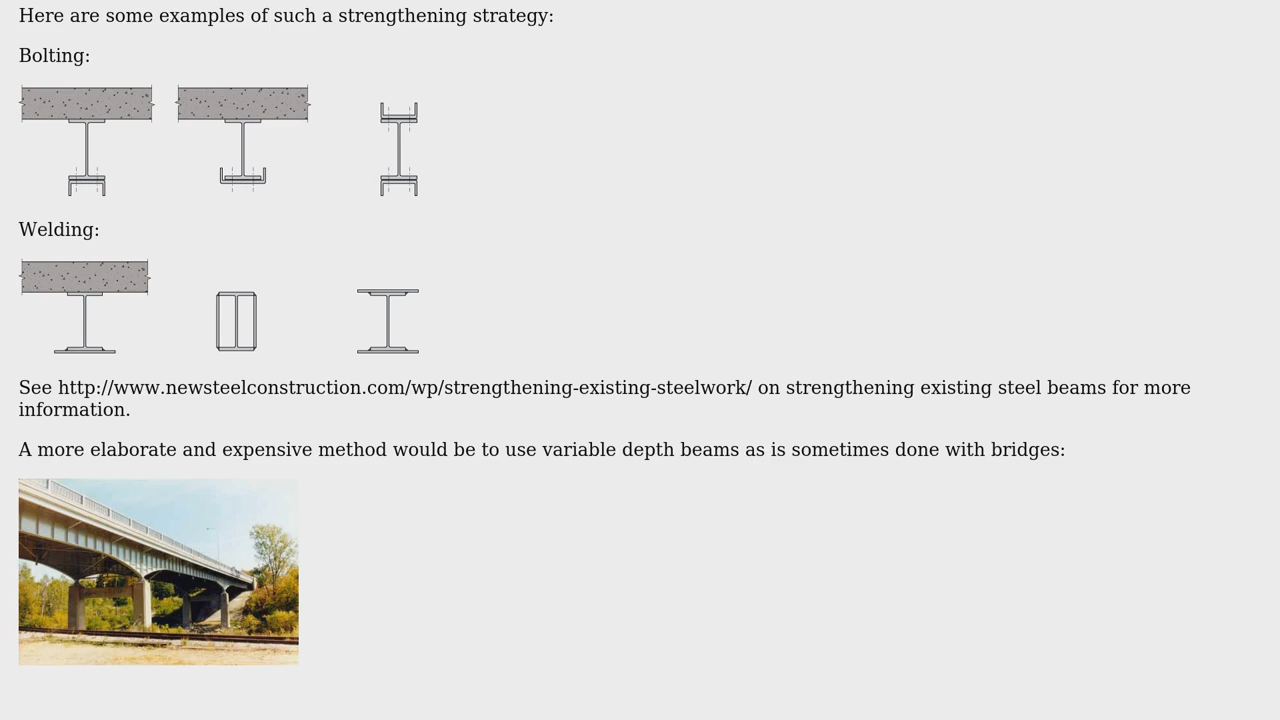 Here are some examples of such a strengthening strategy:
Bolting:
Welding:
See http://www.newsteelconstruction.com/wp/strengthening-existing-steelwork/ on strengthening existing steel beams for more
information.
A more elaborate and expensive method would be to use variable depth beams as is sometimes done with bridges: